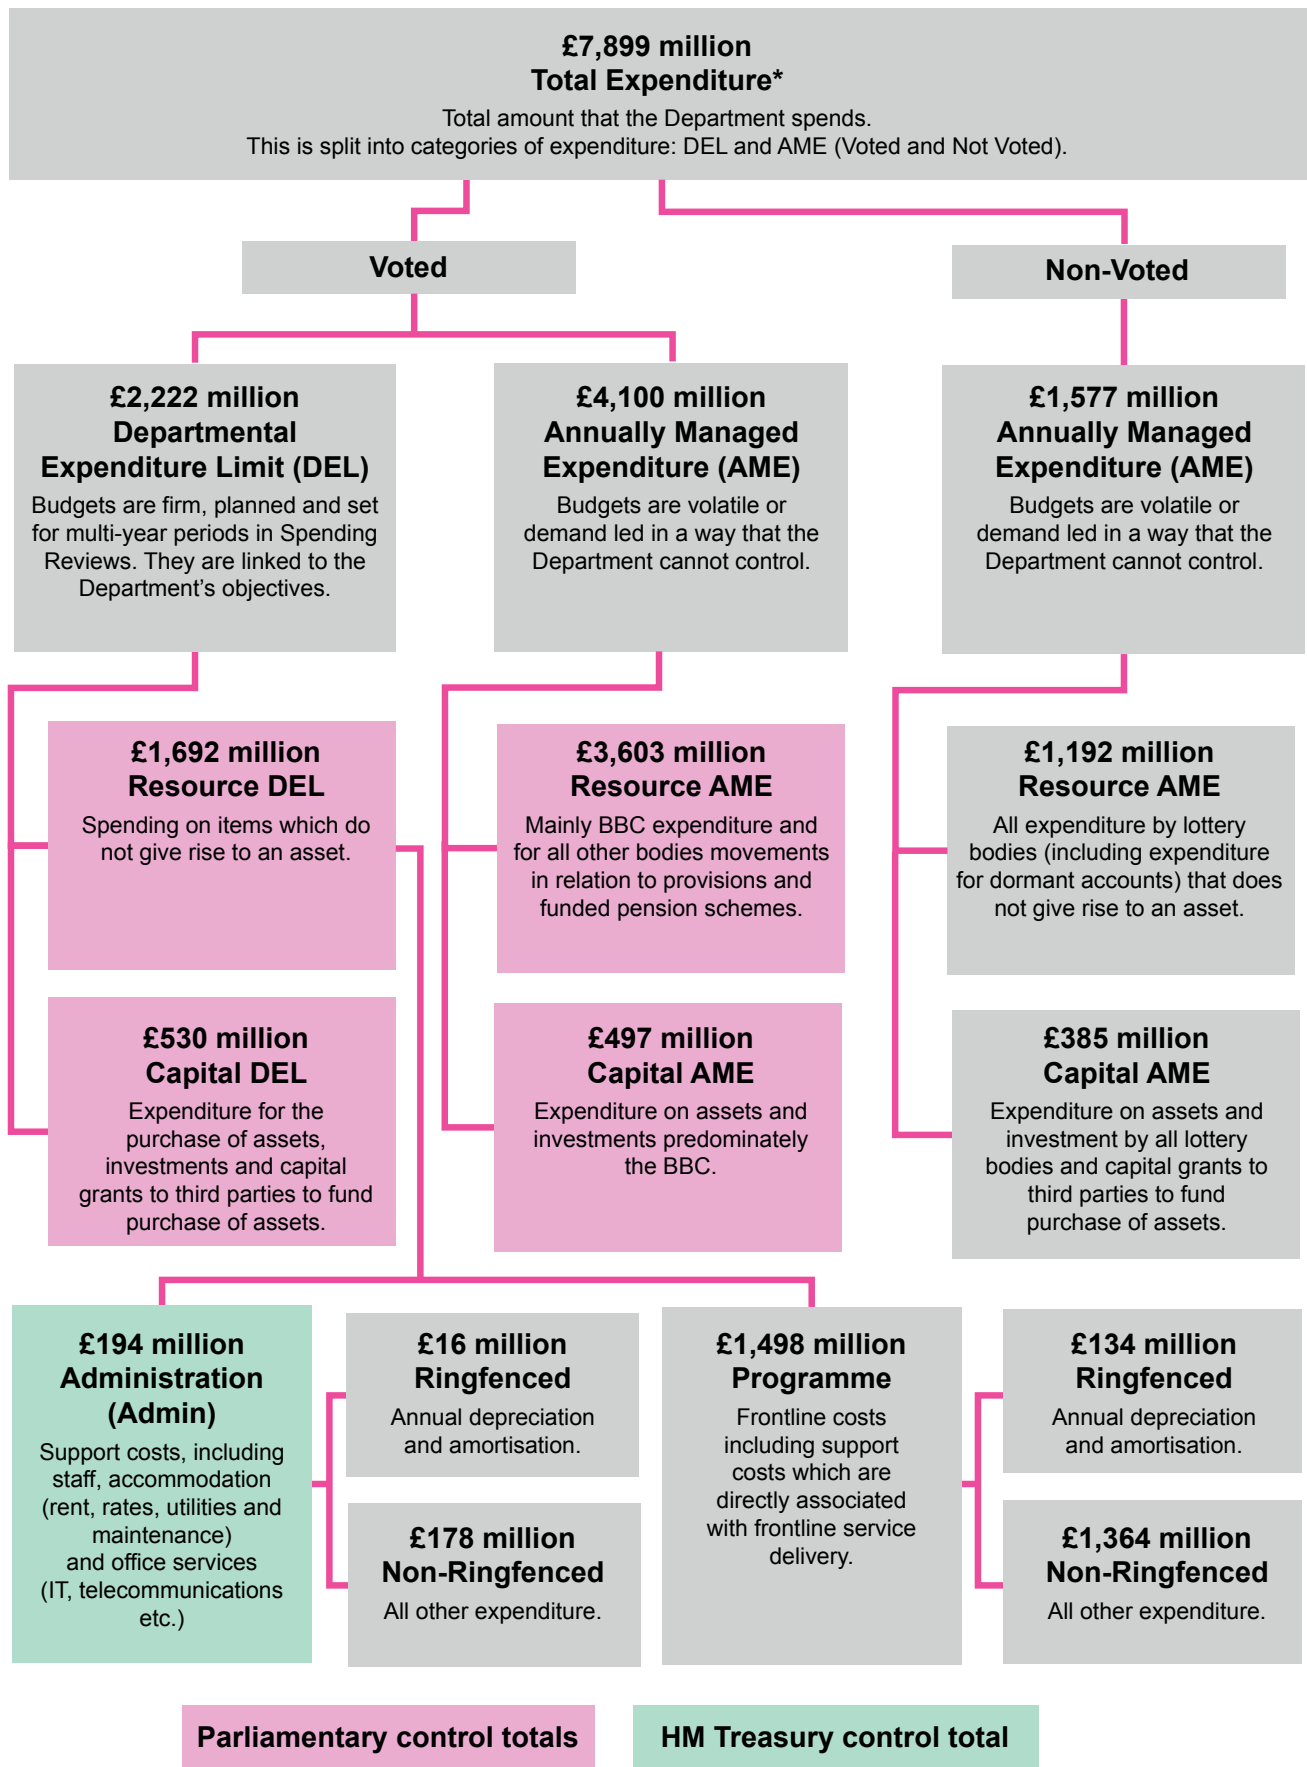 £7,899 million
Total Expenditure*
Total amount that the Department spends.
This is split into categories of expenditure: DEL and AME (Voted and Not Voted).
Voted
Non-Voted
£2,222 million
Departmental
Expenditure Limit (DEL)
Budgets are firm, planned and set
for multi-year periods in Spending
Reviews. They are linked to the
Department's objectives.
£4,100 million
Annually Managed
Expenditure (AME)
Budgets are volatile or
demand led in a way that the
Department cannot control.
£1,577 million
Annually Managed
Expenditure (AME)
Budgets are volatile or
demand led in a way that the
Department cannot control.
£1,692 million
Resource DEL
Spending on items which do
not give rise to an asset.
£3,603 million
Resource AME
Mainly BBC expenditure and
for all other bodies movements
in relation to provisions and
funded pension schemes.
£1,192 million
Resource AME
All expenditure by lottery
bodies (including expenditure
for dormant accounts) that does
not give rise to an asset.
£530 million
Capital DEL
Expenditure for the
purchase of assets,
investments and capital
grants to third parties to fund
purchase of assets.
£497 million
Capital AME
Expenditure on assets and
investments predominately
the BBC.
£385 million
Capital AME
Expenditure on assets and
investment by all lottery
bodies and capital grants to
third parties to fund
purchase of assets.
£194 million
Administration
(Admin)
Support costs, including
staff, accommodation
(rent, rates, utilities and
maintenance)
and office services
(IT, telecommunications
etc.)
£16 million
Ringfenced
Annual depreciation
and amortisation.
£178 million
Non-Ringfenced
All other expenditure.
£1,498 million
Programme
Frontline costs
including support
costs which are
directly associated
with frontline service
delivery.
£134 million
Ringfenced
Annual depreciation
and amortisation.
£1,364 million
Non-Ringfenced
All other expenditure.
Parliamentary control totals
HM Treasury control total